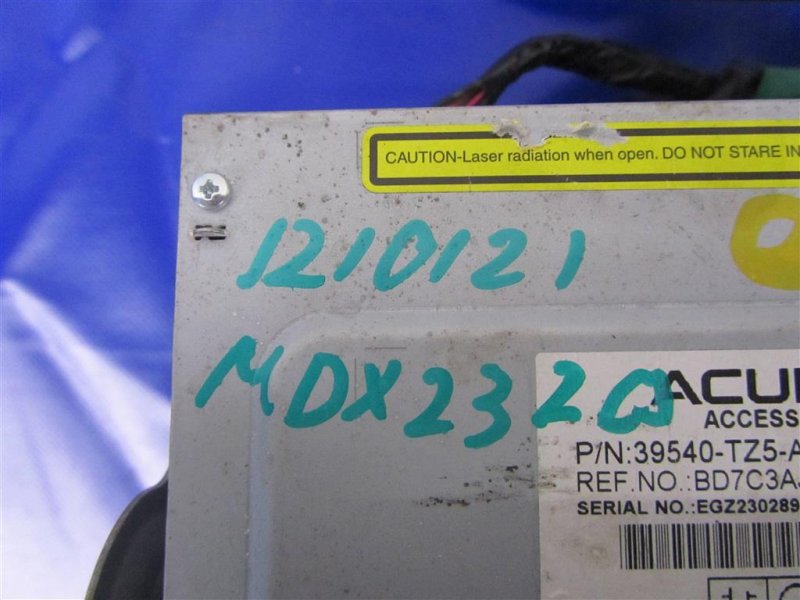 CAUTION-Laser radiation when open. DO NOT STARE IN
1210121
MDX2320
ACU
ACCESS
P/N:39540-TZ5-A
REF.NO.:BD7C3A
SERIAL NO.:EGZ230289